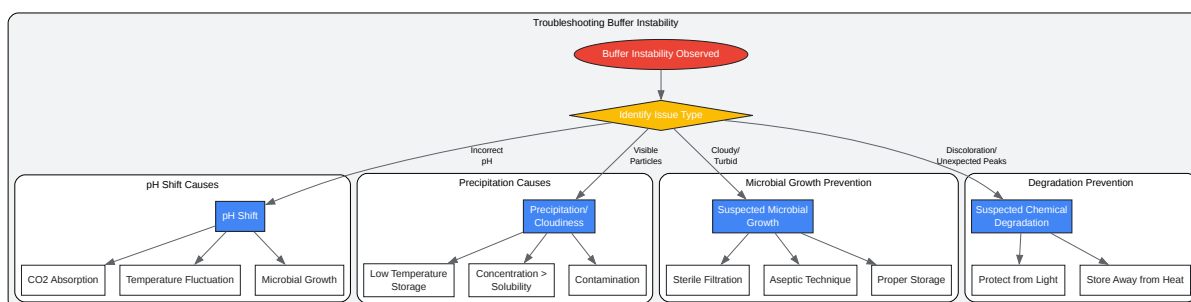 Troubleshooting Buffer Instability
Buffer Instability Observed
Identify Issue Type
Incorrect
pH
Visible
Particles
Cloudy/
Turbid
Discoloration/
Unexpected Peaks
pH Shift Causes
pH Shift
CO2 Absorption
Temperature Fluctuation
Microbial Growth
Precipitation Causes
Precipitation/
Cloudiness
Low Temperature
Storage
Concentration >
Solubility
Contamination
Microbial Growth Prevention
Suspected Microbial
Growth
Sterile Filtration
Aseptic Technique
Proper Storage
Degradation Prevention
Suspected Chemical
Degradation
Protect from Light
Store Away from Heat